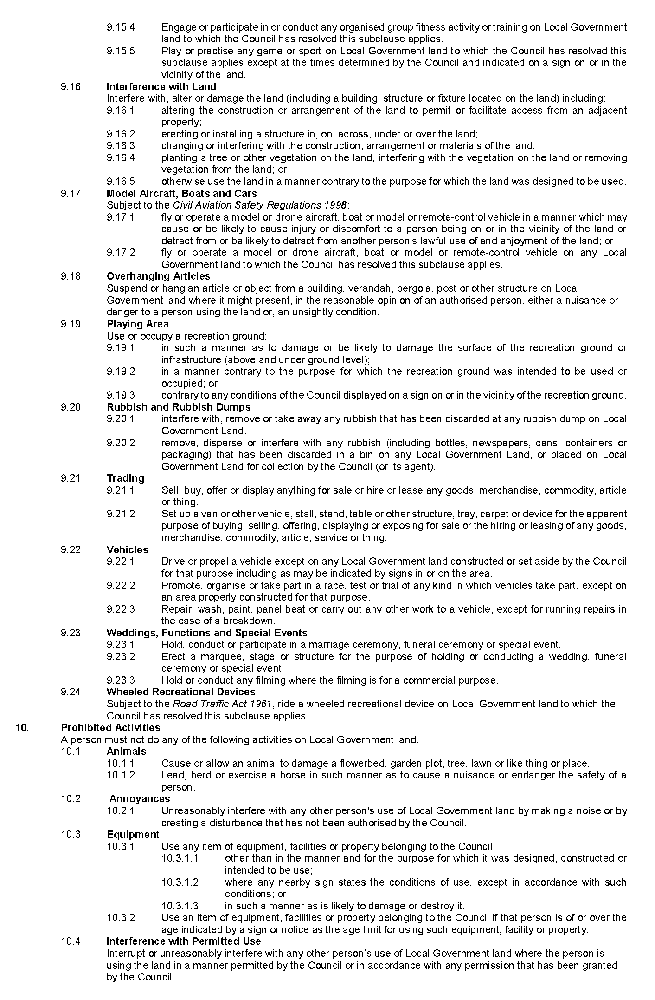 9.15.4 Engage or participate in or conduct any organised group fitness activity or training on Local Government
land to which the Council has resolved this subclause applies.
9.15.5 Play or practise any game or sport on Local Government land to which the Council has resolved this
subclause applies except at the times determined by the Council and indicated on a sign on or in the
vicinity of the land.
9.16 Interference with Land
Interfere with, alter or damage the land (including a building, structure or fixture located on the land) including:
9.16.1 altering the construction or arrangement of the land to permit or facilitate access from an adjacent
property;
9.16.2 erecting or installing a structure in, on, across, under or over the land;
9.16.3 changing or interfering with the construction, arrangement or materials of the land;
9.16.4 planting a tree or other vegetation on the land, interfering with the vegetation on the land or removing
vegetation from the land; or
9.16.5 otherwise use the land in a manner contrary to the purpose for which the land was designed to be used.
9.17 Model Aircraft, Boats and Cars
Subject to the Civil Aviation Safety Regulations 1998:
9.17.1 fly or operate a model or drone aircraft, boat or model or remote-control vehicle in a manner which may
cause or be likely to cause injury or discomfort to a person being on or in the vicinity of the land or
detract from or be likely to detract from another person's lawful use of and enjoyment of the land; or
9.17.2 fly or operate a model or drone aircraft, boat or model or remote-control vehicle on any Local
Government land to which the Council has resolved this subclause applies.
9.18 Overhanging Articles
Suspend or hang an article or object from a building, verandah, pergola, post or other structure on Local
Government land where it might present, in the reasonable opinion of an authorised person, either a nuisance or
danger to a person using the land or, an unsightly condition.
9.19 Playing Area
Use or occupy a recreation ground:
9.19.1 in such a manner as to damage or be likely to damage the surface of the recreation ground or
infrastructure (above and under ground level);
9.19.2 in a manner contrary to the purpose for which the recreation ground was intended to be used or
occupied; or
9.19.3 contrary to any conditions of the Council displayed on a sign on or in the vicinity of the recreation ground.
9.20 Rubbish and Rubbish Dumps
9.20.1 interfere with, remove or take away any rubbish that has been discarded at any rubbish dump on Local
Government Land.
9.20.2 remove, disperse or interfere with any rubbish (including bottles, newspapers, cans, containers or
packaging) that has been discarded in a bin on any Local Government Land, or placed on Local
Government Land for collection by the Council (or its agent).
9.21 Trading
9.21.1 Sell, buy, offer or display anything for sale or hire or lease any goods, merchandise, commodity, article
or thing.
9.21.2 Set up a van or other vehicle, stall, stand, table or other structure, tray, carpet or device for the apparent
purpose of buying, selling, offering, displaying or exposing for sale or the hiring or leasing of any goods,
merchandise, commodity, article, service or thing.
9.22 Vehicles
9.22.1 Drive or propel a vehicle except on any Local Government land constructed or set aside by the Council
for that purpose including as may be indicated by signs in or on the area.
9.22.2 Promote, organise or take part in a race, test or trial of any kind in which vehicles take part, except on
an area properly constructed for that purpose.
9.22.3 Repair, wash, paint, panel beat or carry out any other work to a vehicle, except for running repairs in
the case of a breakdown.
9.23 Weddings, Functions and Special Events
9.23.1 Hold, conduct or participate in a marriage ceremony, funeral ceremony or special event.
9.23.2 Erect a marquee, stage or structure for the purpose of holding or conducting a wedding, funeral
ceremony or special event.
9.23.3 Hold or conduct any filming where the filming is for a commercial purpose.
9.24 Wheeled Recreational Devices
Subject to the Road Traffic Act 1961, ride a wheeled recreational device on Local Government land to which the
Council has resolved this subclause applies.
10. Prohibited Activities
A person must not do any of the following activities on Local Government land.
10.1 Animals
10.1.1 Cause or allow an animal to damage a flowerbed, garden plot, tree, lawn or like thing or place.
10.1.2 Lead, herd or exercise a horse in such manner as to cause a nuisance or endanger the safety of a
person.
10.2 Annoyances
10.2.1 Unreasonably interfere with any other person's use of Local Government land by making a noise or by
creating a disturbance that has not been authorised by the Council.
10.3 Equipment
10.3.1 Use any item of equipment, facilities or property belonging to the Council:
10.3.1.1 other than in the manner and for the purpose for which it was designed, constructed or
intended to be use;
10.3.1.2 where any nearby sign states the conditions of use, except in accordance with such
conditions; or
10.3.1.3 in such a manner as is likely to damage or destroy it.
10.3.2 Use an item of equipment, facilities or property belonging to the Council if that person is of or over the
age indicated by a sign or notice as the age limit for using such equipment, facility or property.
10.4 Interference with Permitted Use
Interrupt or unreasonably interfere with any other person’s use of Local Government land where the person is
using the land in a manner permitted by the Council or in accordance with any permission that has been granted
by the Council.